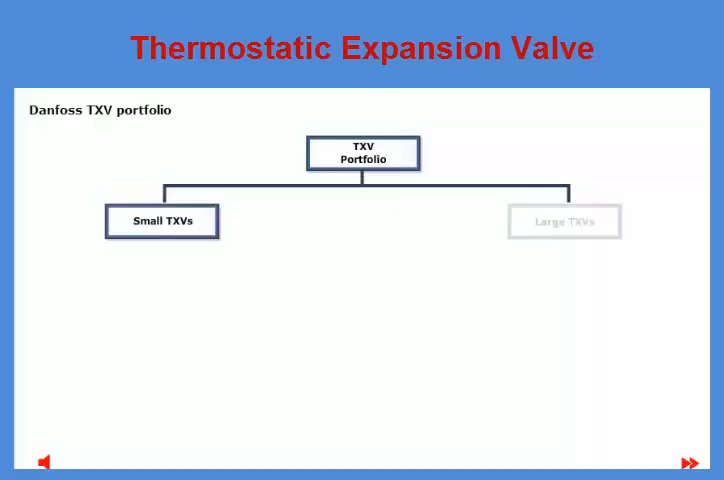 Thermostatic Expansion Valve
Danfoss TXV portfolio
TXV
Portfolio
Small TXVs
Large TXVs